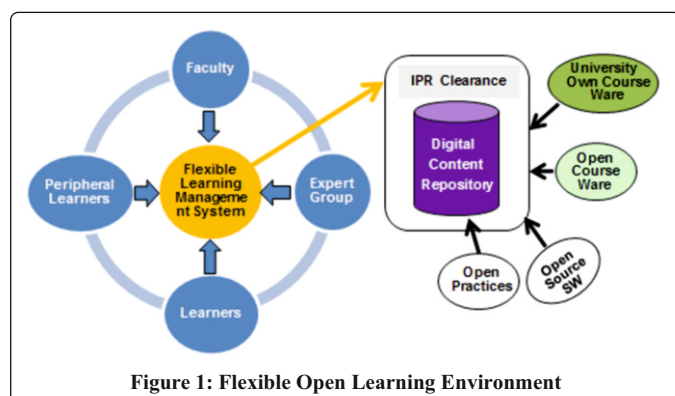 Faculty
Peripheral
Learners
Flexible
Learning
Manageme
nt System
Expert
Group
Learners
IPR Clearance
Digital
Content
Repository
University
Own Course
Ware
Open
Course
Ware
Open
Practices
Open
Source
SW
Figure 1: Flexible Open Learning Environment